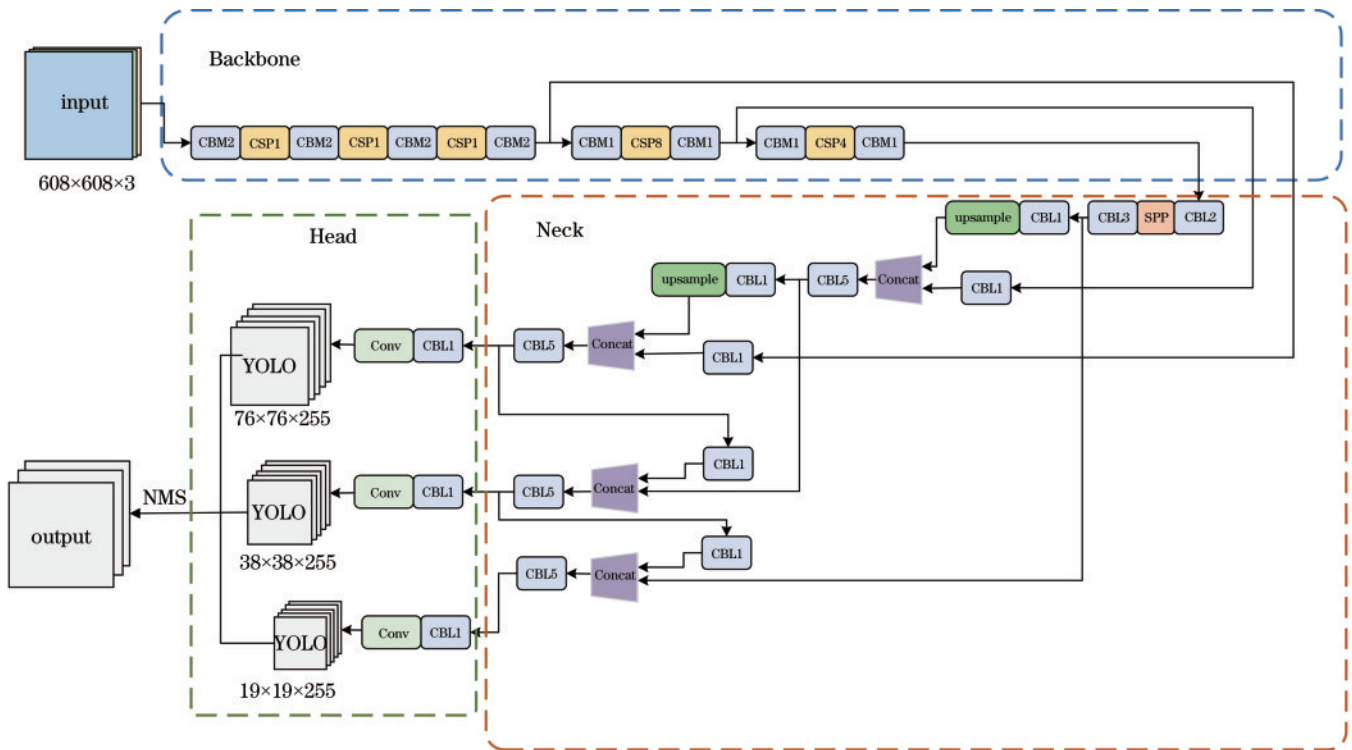 Backbone
input
608×608×3
CBM2 CSP1 CBM2 CSP1 CBM2 CSP1 CBM2
CBM1 CSP8 CBM1
CBM1 CSP4 CBM1
Neck
upsample CBL1
CBL3 SPP CBL2
upsample CBL1
CBL5
Concat
CBL1
Head
YOLO
76×76×255
Conv CBL1
CBL5
Concat
CBL1
CBL1
YOLO
38×38×255
Conv CBL1
CBL5
Concat
CBL1
YOLO
19×19×255
Conv CBL1
CBL5
Concat
NMS
output